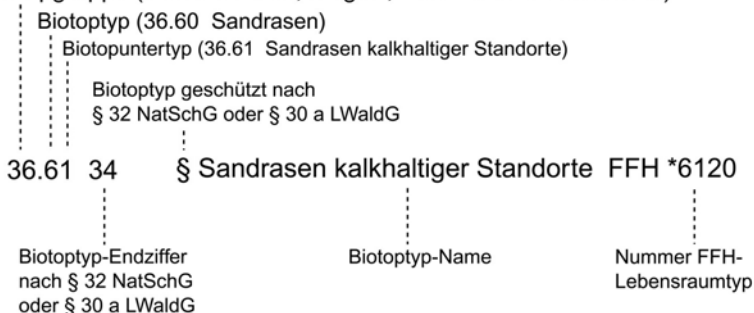 Biotoptyp (36.60 Sandrasen)
Biotopuntertyp (36.61 Sandrasen kalkhaltiger Standorte)
Biotoptyp geschützt nach
§ 32 NatSchG oder § 30 a LWaldG
36.61 34 § Sandrasen kalkhaltiger Standorte FFH *6120
Biotoptyp-Endziffer
nach § 32 NatSchG
oder § 30 a LWaldG
Biotoptyp-Name
Nummer FFH-
Lebensraumtyp